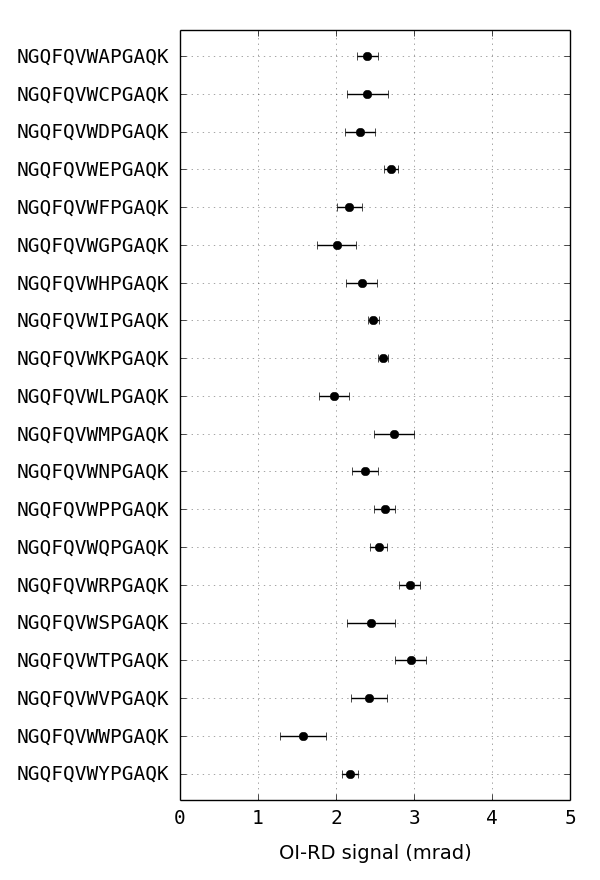 NGQFQVWAPGAQK
NGQFQVWCPGAQK
NGQFQVWDPGAQK
NGQFQVWEPGAQK
NGQFQVWFPGAQK
NGQFQVWGPGAQK
NGQFQVWHPGAQK
NGQFQVWIPGAQK
NGQFQVWKPGAQK
NGQFQVWLPGAQK
NGQFQVWMPGAQK
NGQFQVWNPGAQK
NGQFQVWPPGAQK
NGQFQVWQPGAQK
NGQFQVWRPGAQK
NGQFQVWSPGAQK
NGQFQVWTPGAQK
NGQFQVWVPGAQK
NGQFQVWWPGAQK
NGQFQVWYPGAQK
0 1 2 3 4 5
OI-RD signal (mrad)